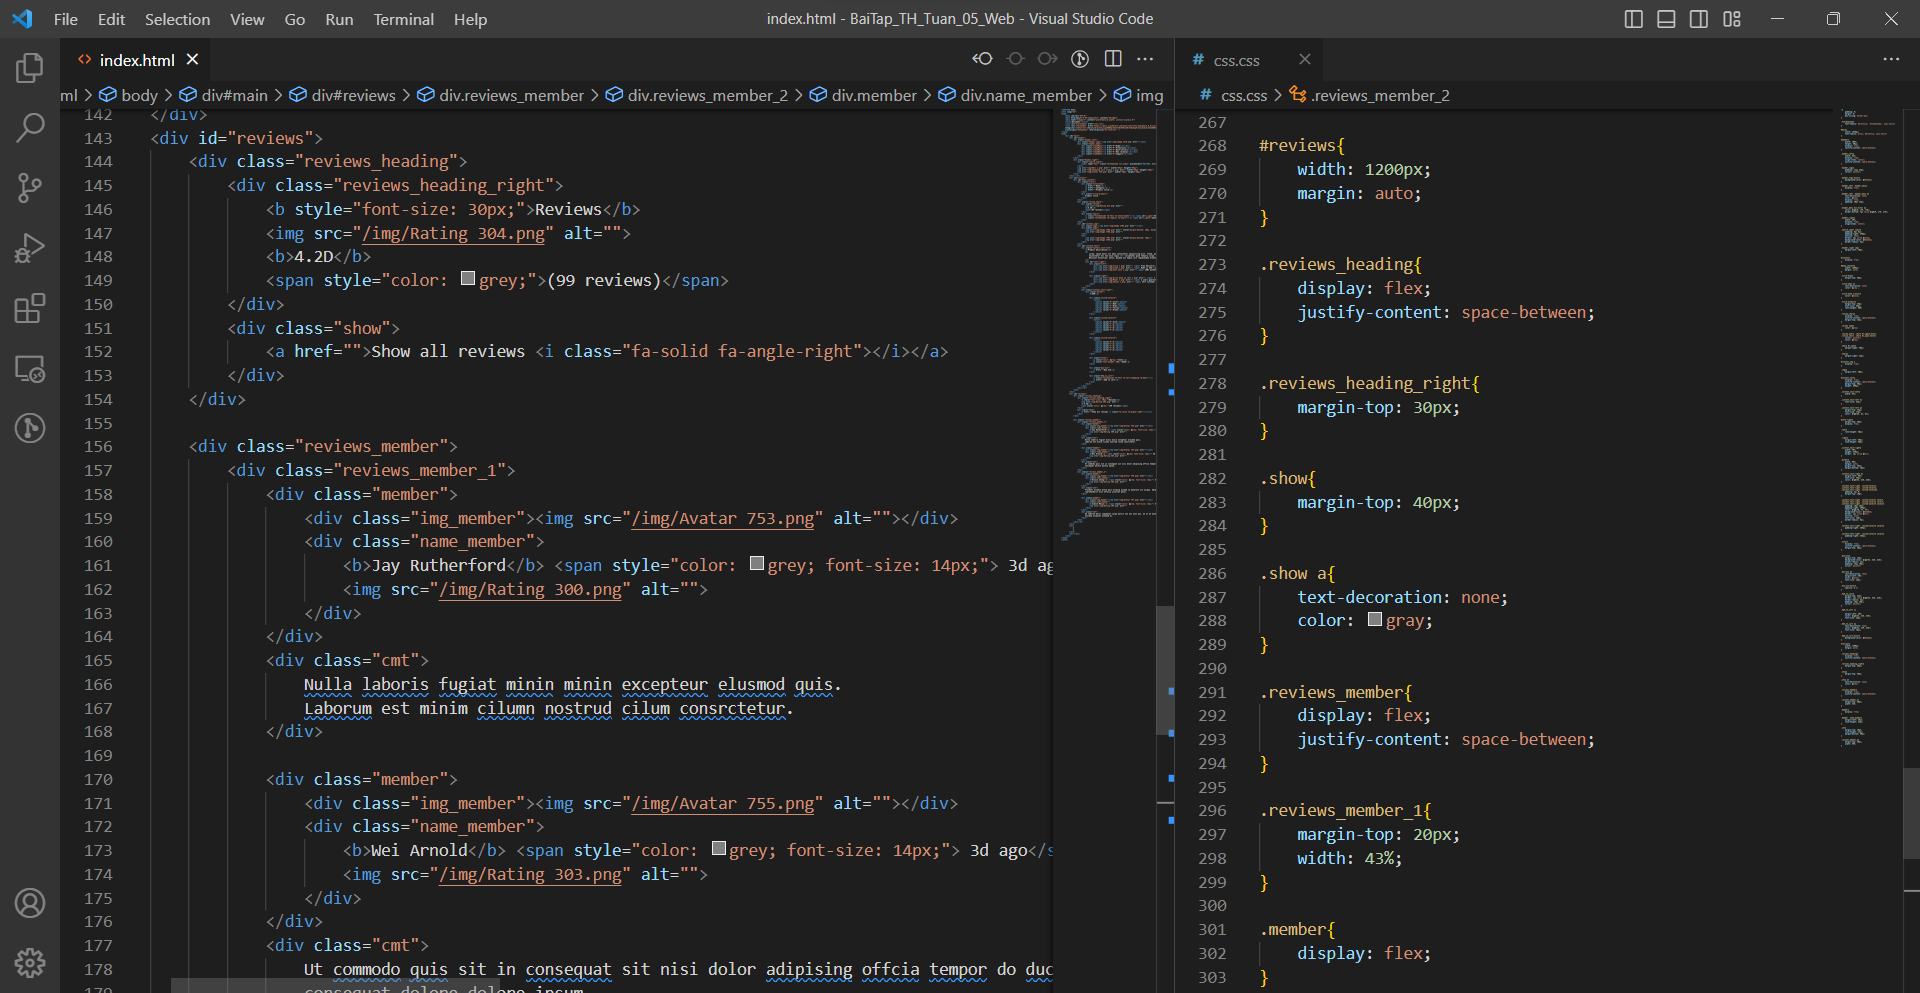 File Edit Selection View Go Run Terminal Help
index.html - BaiTap_TH_Tuan_05_Web - Visual Studio Code
index.html
ml > body > div#main > div#reviews > div.reviews_member > div.reviews_member_2 > div.member > div.name_member > img
142 </div>
143 <div id="reviews">
144 <div class="reviews_heading">
145 <div class="reviews_heading_right">
146 <b style="font-size: 30px;">Reviews</b>
147 <img src="/img/Rating 304.png" alt="">
148 <b>4.2D</b>
149 <span style="color: grey;">(99 reviews)</span>
150 </div>
151 <div class="show">
152 <a href="">Show all reviews <i class="fa-solid fa-angle-right"></i></a>
153 </div>
154 </div>
155
156 <div class="reviews_member">
157 <div class="reviews_member_1">
158 <div class="member">
159 <div class="img_member"><img src="/img/Avatar 753.png" alt=""></div>
160 <div class="name_member">
161 <b>Jay Rutherford</b> <span style="color: grey; font-size: 14px;"> 3d ag
162 <img src="/img/Rating 300.png" alt="">
163 </div>
164 </div>
165 <div class="cmt">
166 Nulla laboris fugiat minin minin excepteur elusmod quis.
167 Laborum est minim cilumn nostrud cilum consrctetur.
168 </div>
169
170 <div class="member">
171 <div class="img_member"><img src="/img/Avatar 755.png" alt=""></div>
172 <div class="name_member">
173 <b>Wei Arnold</b> <span style="color: grey; font-size: 14px;"> 3d ago</s
174 <img src="/img/Rating 303.png" alt="">
175 </div>
176 </div>
177 <div class="cmt">
178 Ut commodo quis sit in consequat sit nisi dolor adipising offcia tempor do duc
179 consequat dolone dolone ipsum
css.css
css.css > .reviews_member_2
267
268 #reviews{
269 width: 1200px;
270 margin: auto;
271 }
272
273 .reviews_heading{
274 display: flex;
275 justify-content: space-between;
276 }
277
278 .reviews_heading_right{
279 margin-top: 30px;
280 }
281
282 .show{
283 margin-top: 40px;
284 }
285
286 .show a{
287 text-decoration: none;
288 color: gray;
289 }
290
291 .reviews_member{
292 display: flex;
293 justify-content: space-between;
294 }
295
296 .reviews_member_1{
297 margin-top: 20px;
298 width: 43%;
299 }
300
301 .member{
302 display: flex;
303 }